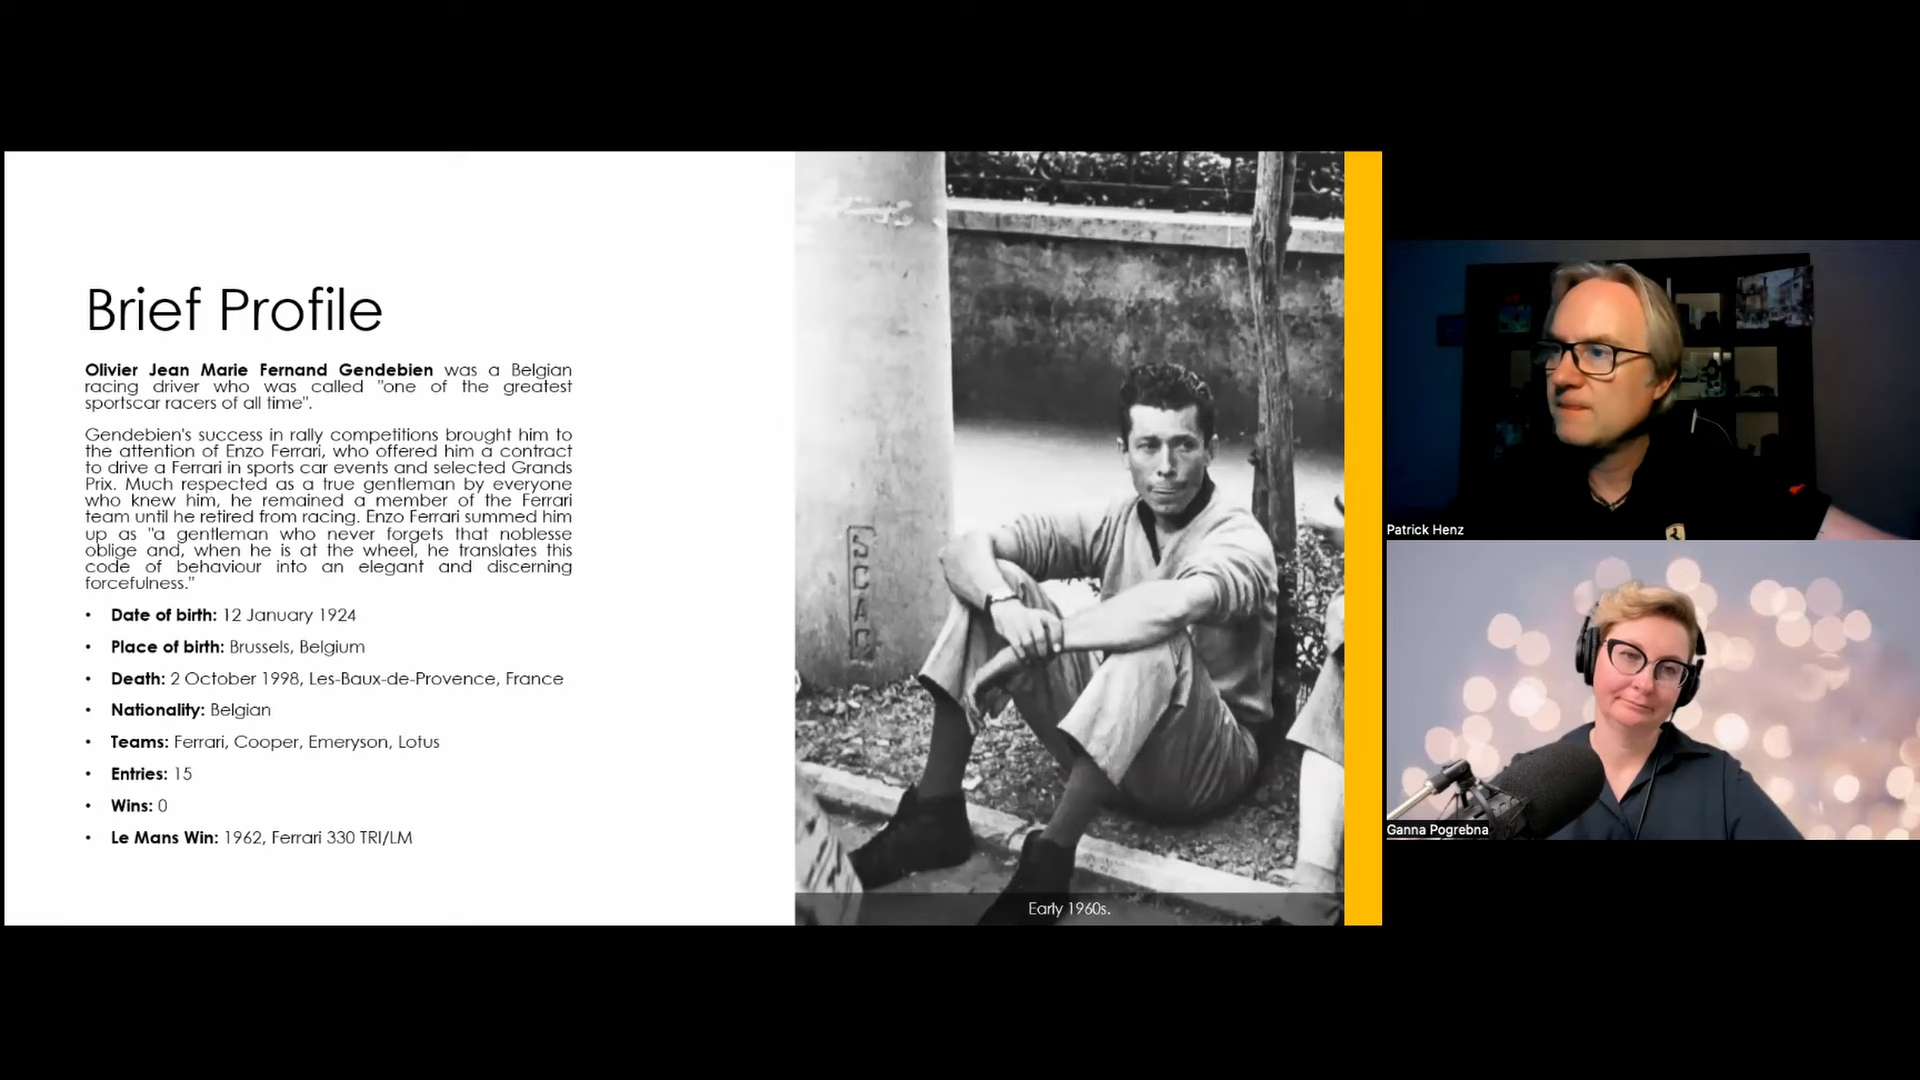 Brief Profile
Olivier Jean Marie Fernand Gendebien was a Belgian
racing driver who was called "one of the greatest
sportscar racers of all time".
Gendebien's success in rally competitions brought him to
the attention of Enzo Ferrari, who offered him a contract
to drive a Ferrari in sports car events and selected Grands
Prix. Much respected as a true gentleman by everyone
who knew him, he remained a member of the Ferrari
team until he retired from racing. Enzo Ferrari summed him
up as "a gentleman who never forgets that noblesse
oblige and, when he is at the wheel, he translates this
code of behaviour into an elegant and discerning
forcefulness."
• Date of birth: 12 January 1924
• Place of birth: Brussels, Belgium
• Death: 2 October 1998, Les-Baux-de-Provence, France
• Nationality: Belgian
• Teams: Ferrari, Cooper, Emeryson, Lotus
• Entries: 15
• Wins: 0
• Le Mans Win: 1962, Ferrari 330 TRI/LM
Early 1960s.
Patrick Henz
Ganna Pogrebna